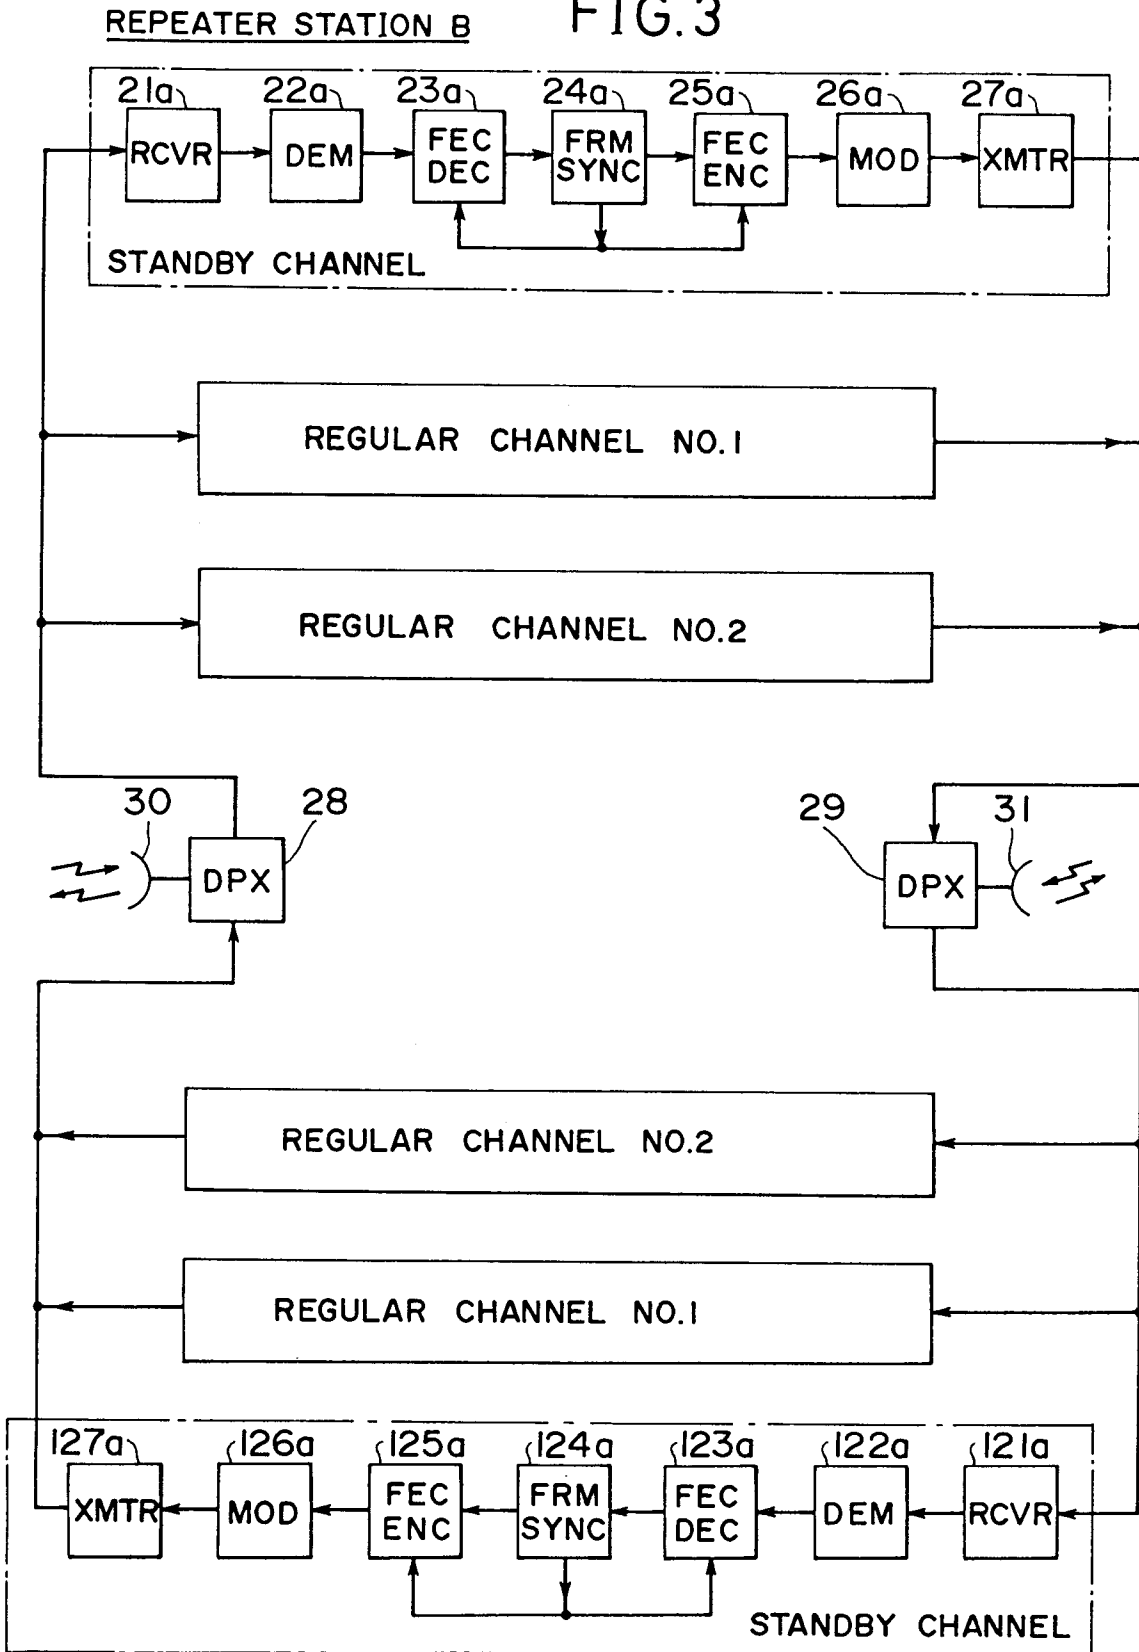 REPEATER STATION B
FIG.3
21a 22a 23a 24a 25a 26a 27a
RCVR DEM FEC DEC FRM SYNC FEC ENC MOD XMTR
STANDBY CHANNEL
REGULAR CHANNEL NO.1
REGULAR CHANNEL NO.2
30 28 29 31
DPX DPX
REGULAR CHANNEL NO.2
REGULAR CHANNEL NO.1
127a 126a 125a 124a 123a 122a 121a
XMTR MOD FEC ENC FRM SYNC FEC DEC DEM RCVR
STANDBY CHANNEL